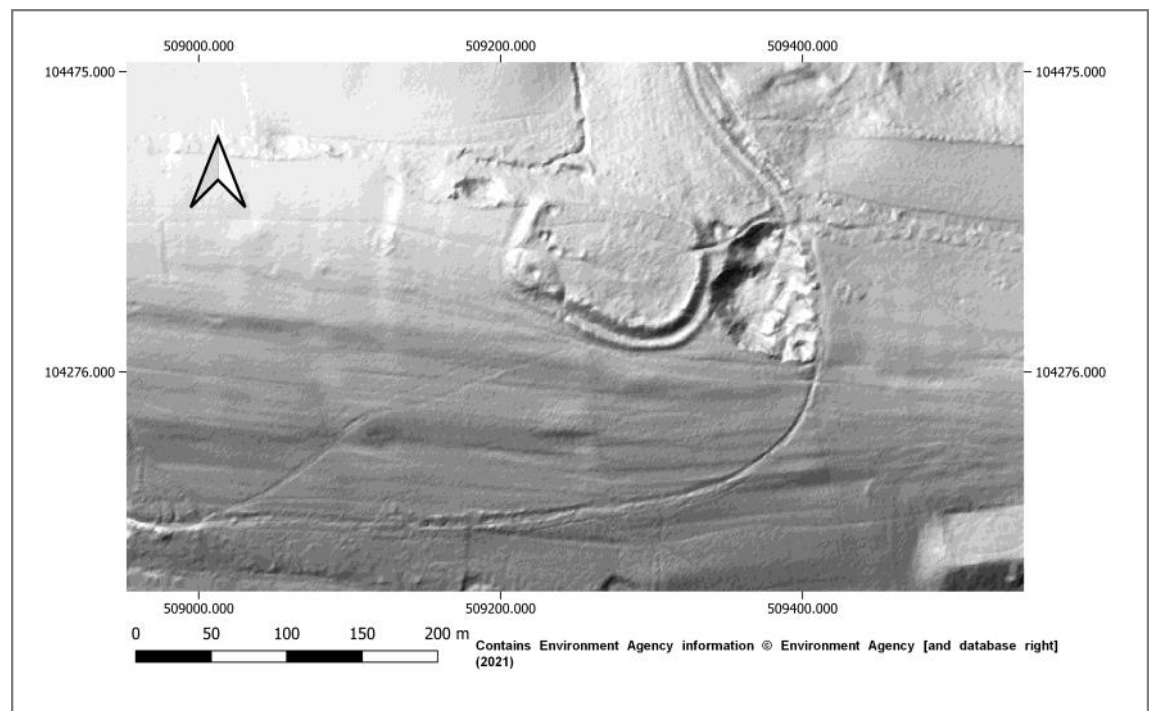 509000.000 509200.000 509400.000
104475.000 104475.000
N
104276.000 104276.000
509000.000 509200.000 509400.000
0 50 100 150 200 m
Contains Environment Agency information © Environment Agency [and database right]
(2021)